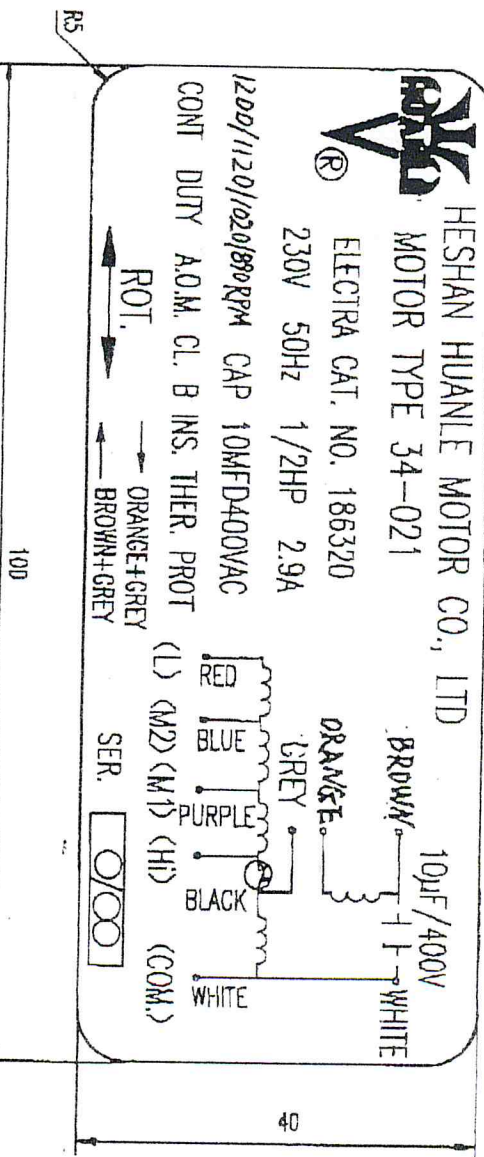 HESHAN HUANLE MOTOR CO., LTD
MOTOR TYPE 34-021
®
ELECTRA CAT. NO. 186320
230V 50Hz 1/2HP 2.9A
1200/1120/1020/890RPM CAP 10MFD400VAC
CONT DUTY A.O.M. CL. B INS. THER. PROT
ROT.
ORANGE+GREY
BROWN+GREY
10µF/400V
BROWN
WHITE
ORANGE
GREY
RED
BLUE
PURPLE
BLACK
WHITE
(L) (M2) (M1) (Hi) (COM.)
SER.
R5
100
40